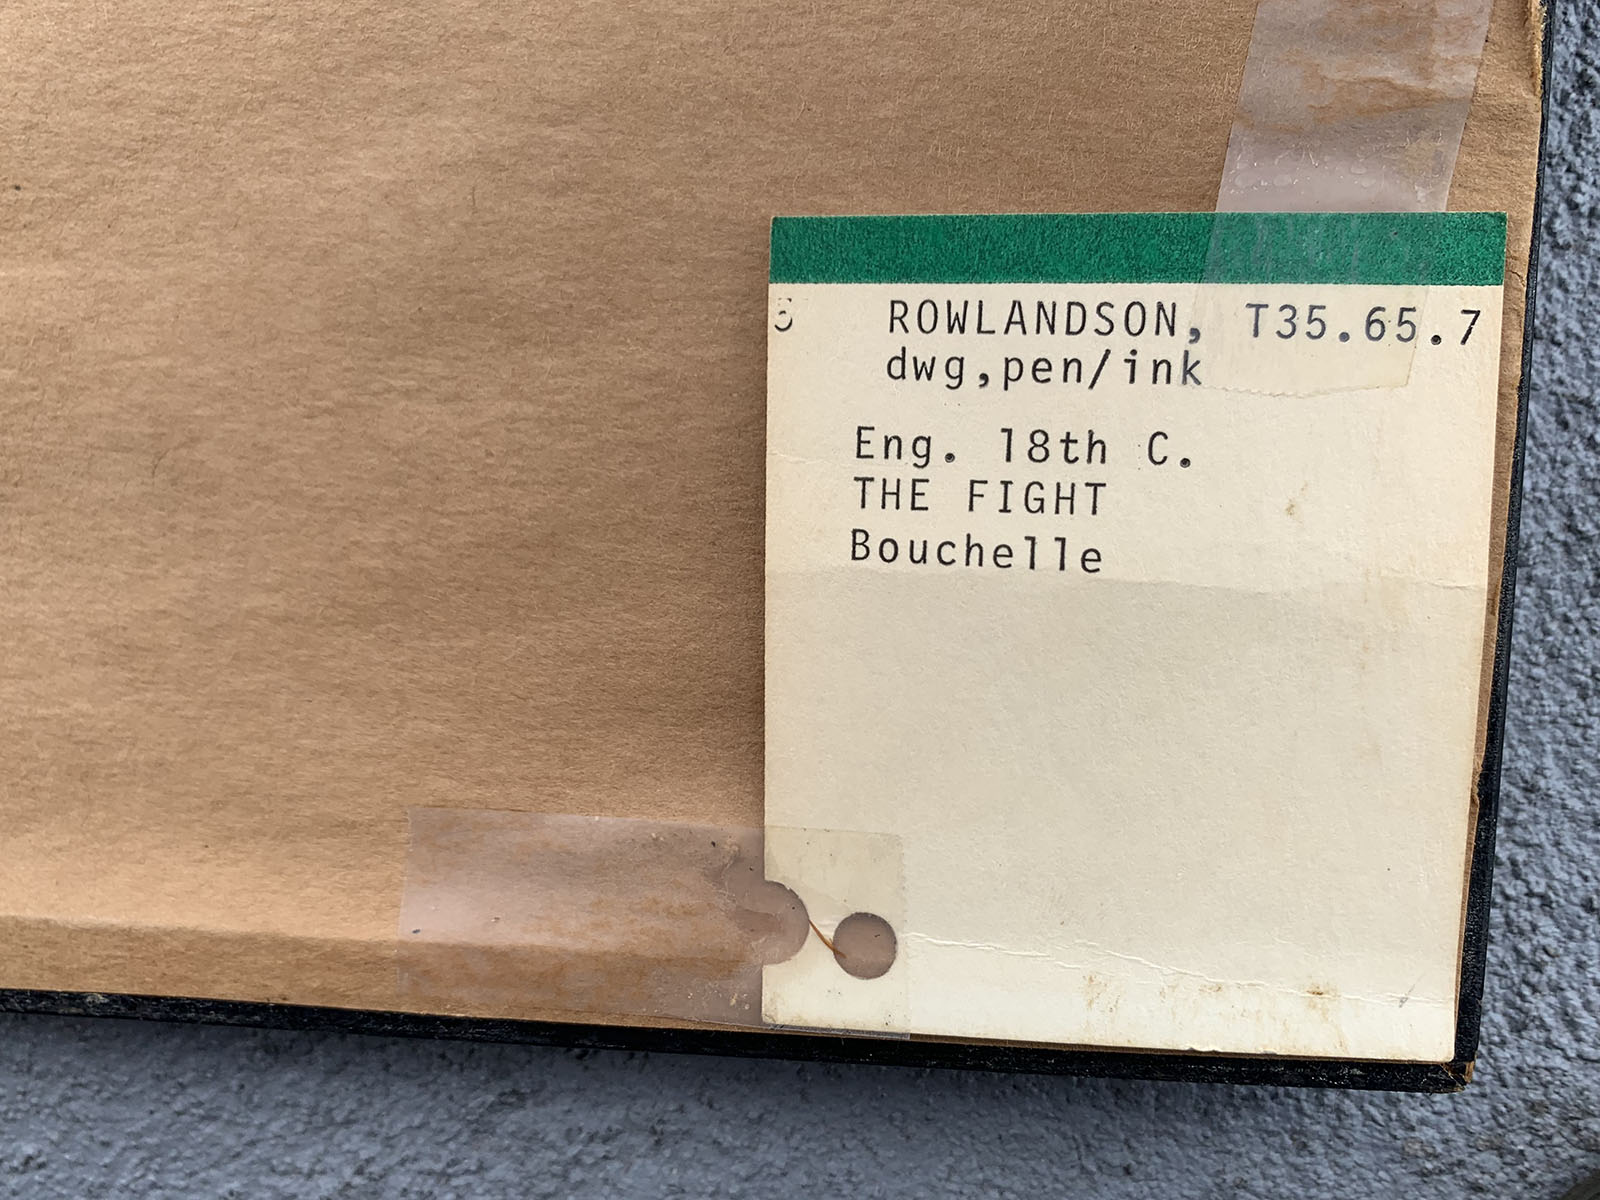 ROWLANDSON, T35.65.7
dwg,pen/ink
Eng. 18th C.
THE FIGHT
Bouchelle